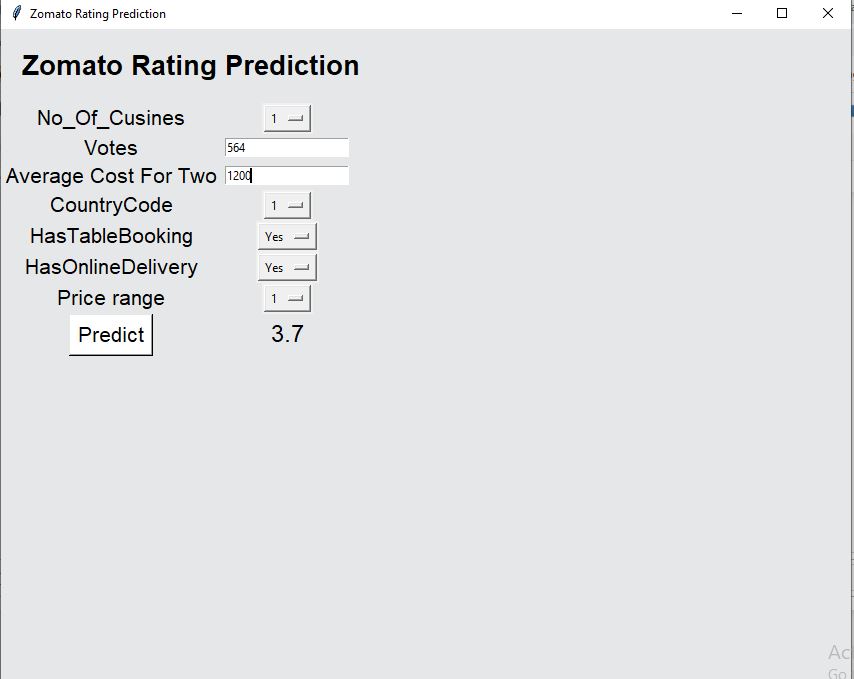 Zomato Rating Prediction
Zomato Rating Prediction
No_Of_Cusines 1
Votes 564
Average Cost For Two 1200
CountryCode 1
HasTableBooking Yes
HasOnlineDelivery Yes
Price range 1
Predict 3.7
Ac
Go